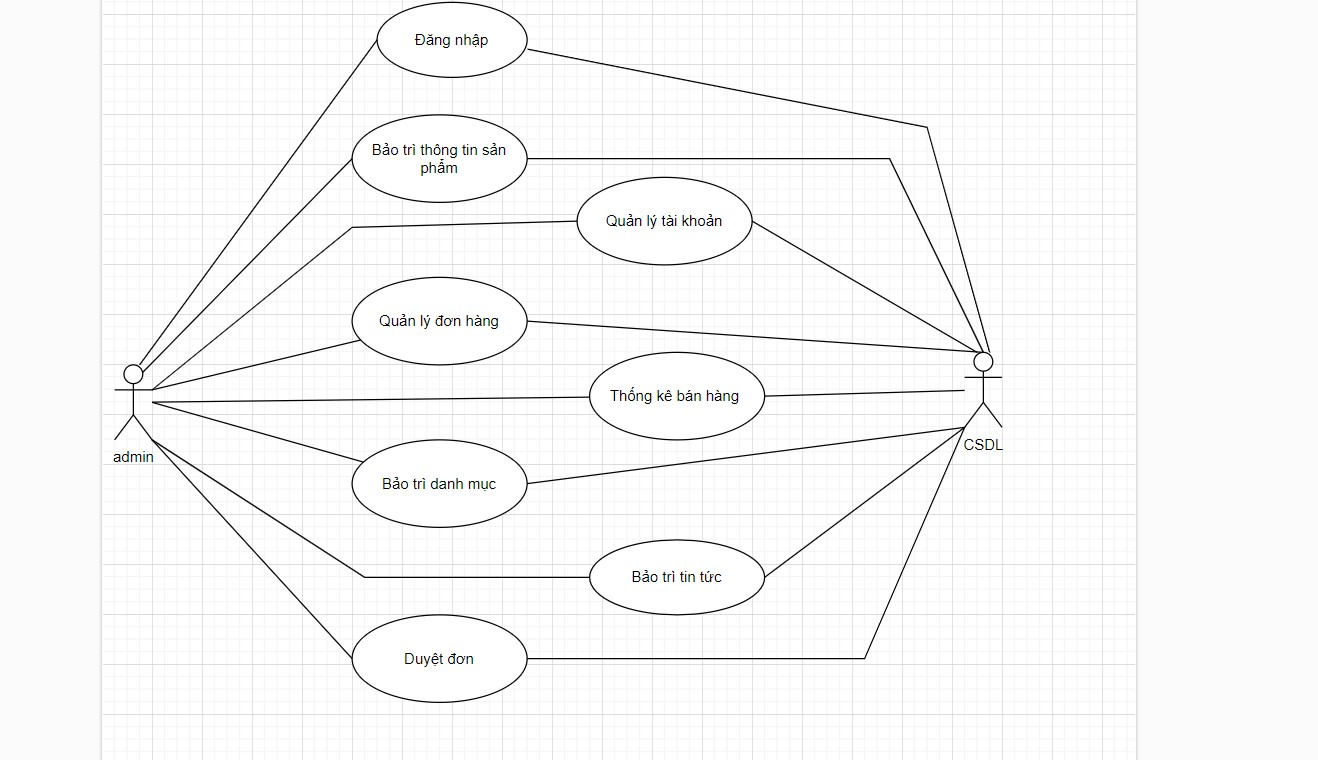 Đăng nhập
Bảo trì thông tin sản
phẩm
Quản lý tài khoản
Quản lý đơn hàng
Thống kê bán hàng
admin
CSDL
Bảo trì danh mục
Bảo trì tin tức
Duyệt đơn